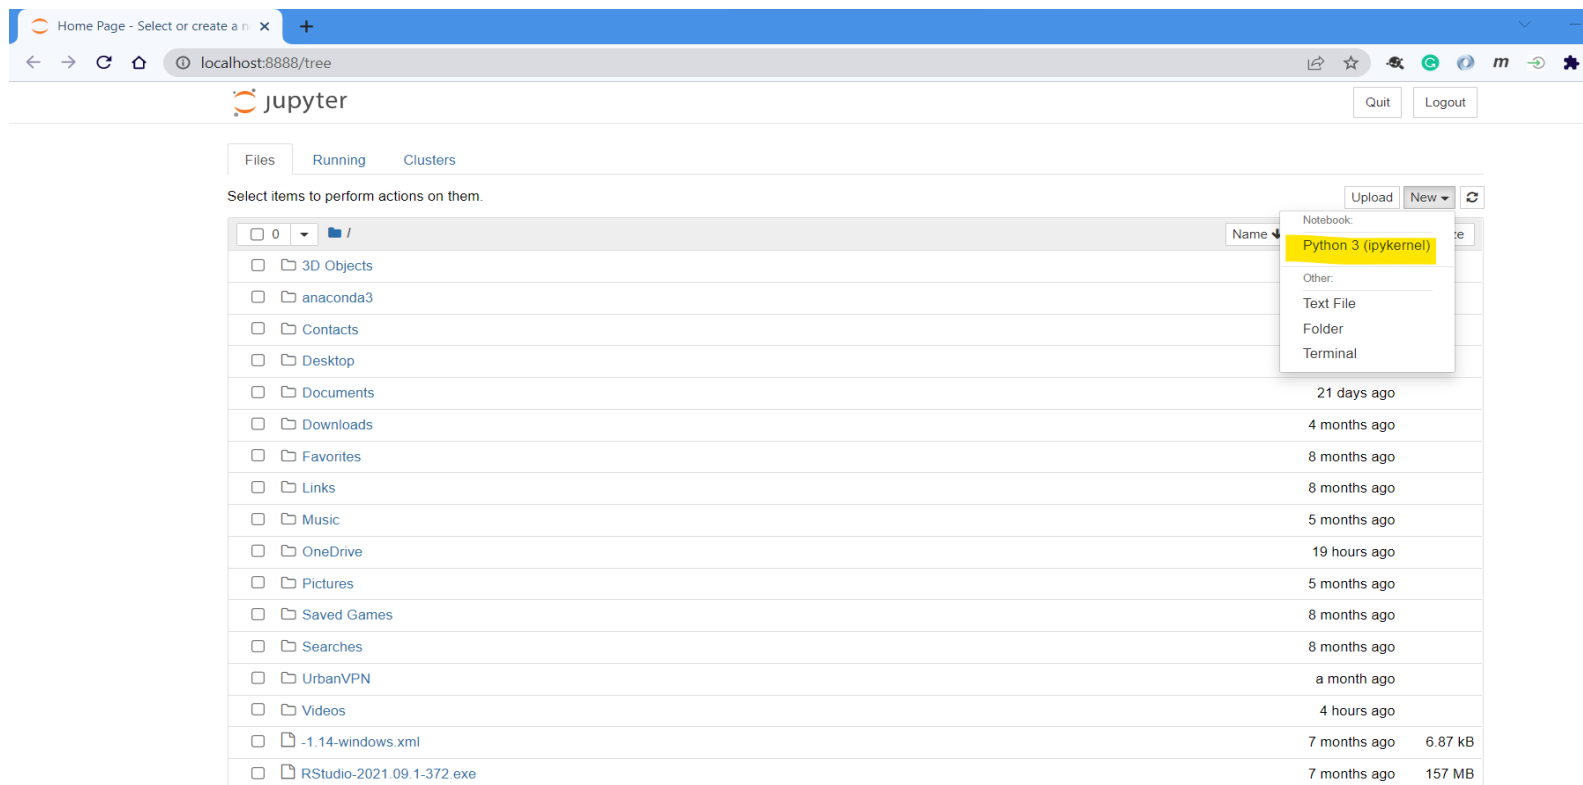 Home Page - Select or create a n
localhost:8888/tree
jupyter
Quit Logout
Files Running Clusters
Select items to perform actions on them.
Upload New
0 / Name
Notebook:
Python 3 (ipykernel)
Other:
Text File
Folder
Terminal
3D Objects
anaconda3
Contacts
Desktop
Documents 21 days ago
Downloads 4 months ago
Favorites 8 months ago
Links 8 months ago
Music 5 months ago
OneDrive 19 hours ago
Pictures 5 months ago
Saved Games 8 months ago
Searches 8 months ago
UrbanVPN a month ago
Videos 4 hours ago
-1.14-windows.xml 7 months ago 6.87 kB
RStudio-2021.09.1-372.exe 7 months ago 157 MB